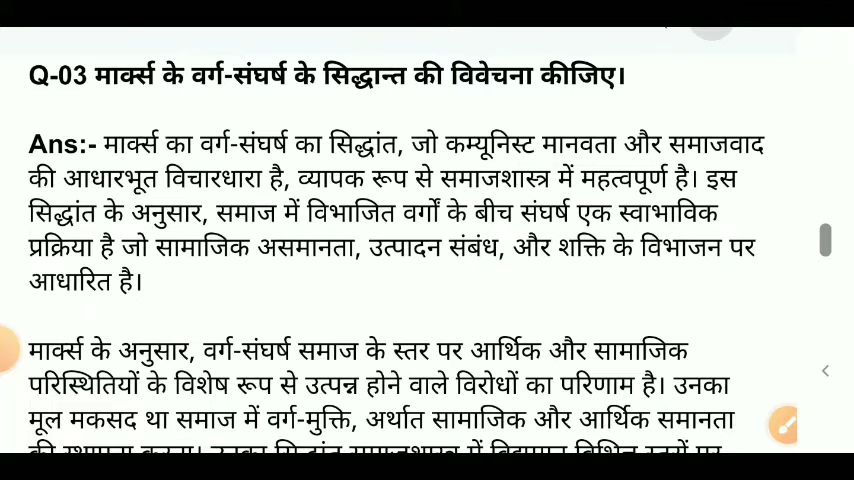 Q-03 मार्क्स के वर्ग-संघर्ष के सिद्धान्त की विवेचना कीजिए।
Ans:- मार्क्स का वर्ग-संघर्ष का सिद्धांत, जो कम्यूनिस्ट मानवता और समाजवाद
की आधारभूत विचारधारा है, व्यापक रूप से समाजशास्त्र में महत्वपूर्ण है। इस
सिद्धांत के अनुसार, समाज में विभाजित वर्गों के बीच संघर्ष एक स्वाभाविक
प्रक्रिया है जो सामाजिक असमानता, उत्पादन संबंध, और शक्ति के विभाजन पर
आधारित है।
मार्क्स के अनुसार, वर्ग-संघर्ष समाज के स्तर पर आर्थिक और सामाजिक
परिस्थितियों के विशेष रूप से उत्पन्न होने वाले विरोधों का परिणाम है। उनका
मूल मकसद था समाज में वर्ग-मुक्ति, अर्थात सामाजिक और आर्थिक समानता
की स्थापना करना। उनका सिद्धांत में विभिन्न